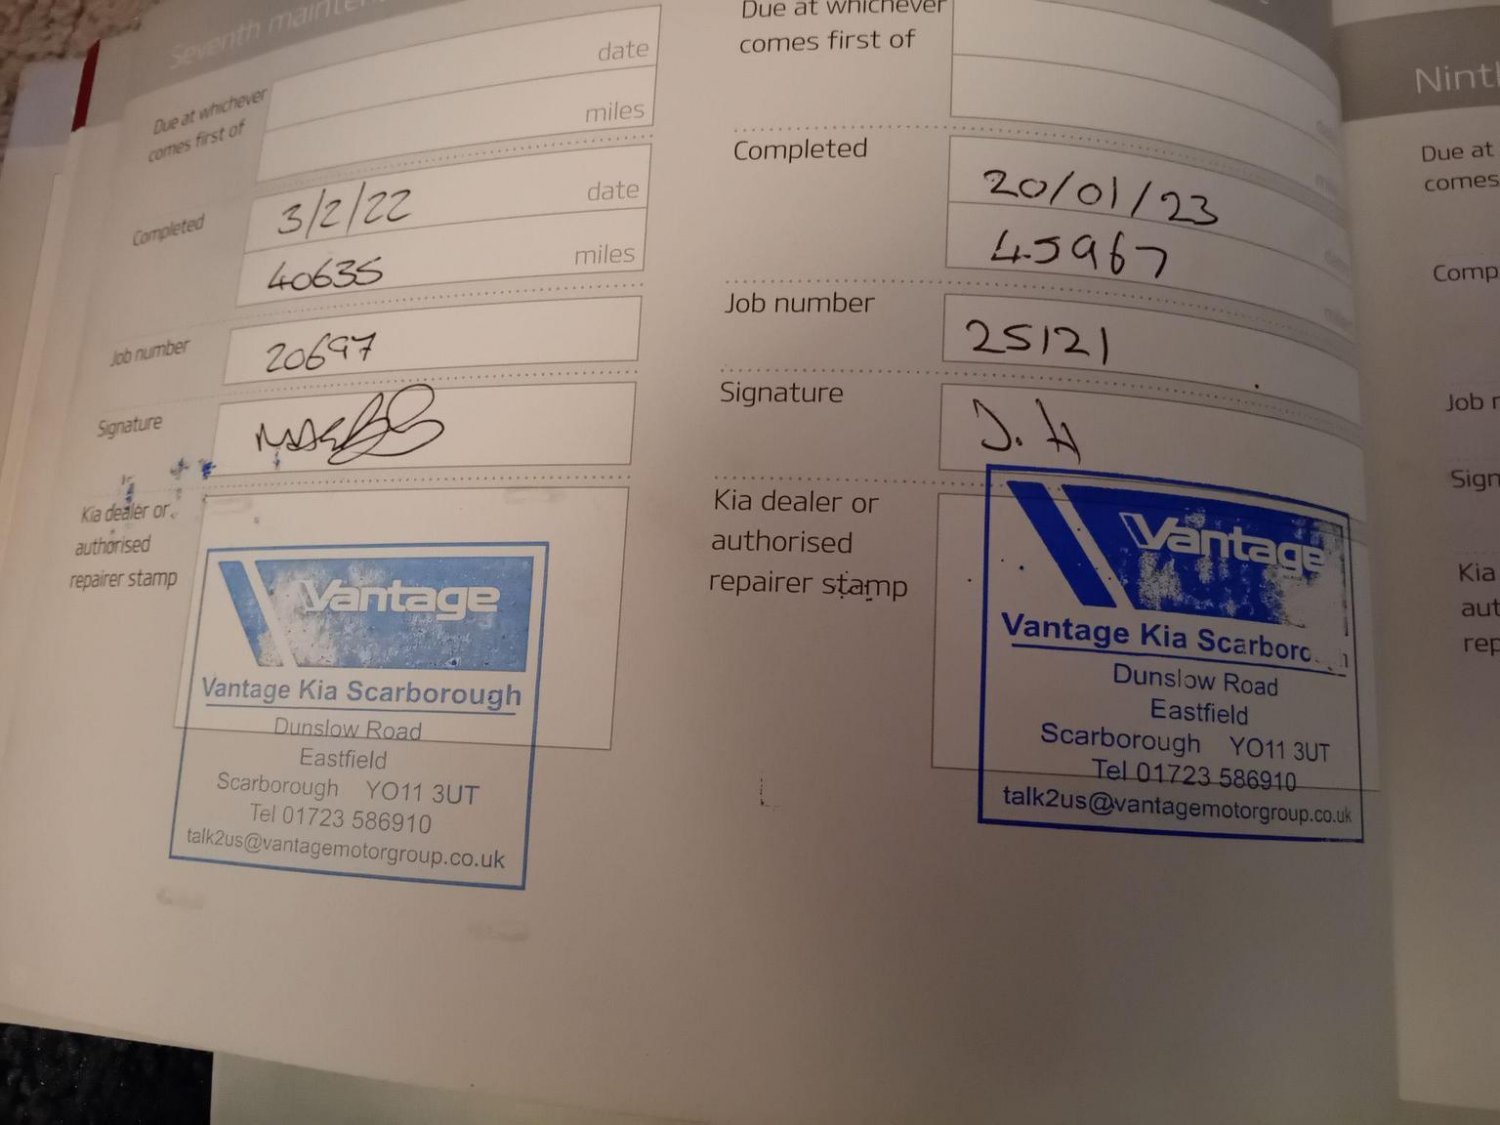 Seventh mainten
Due at whichever
comes first of
date
miles
Completed
3/2/22 date
40635 miles
Job number
20697
Signature
Kia dealer or
authorised
repairer stamp
Vantage
Vantage Kia Scarborough
Dunslow Road
Eastfield
Scarborough YO11 3UT
Tel 01723 586910
talk2us@vantagemotorgroup.co.uk
Due at whichever
comes first of
Completed
20/01/23
45967
Job number
25121
Signature
J. H
Kia dealer or
authorised
repairer stamp
Vantage
Vantage Kia Scarboro
Dunslow Road
Eastfield
Scarborough YO11 3UT
Tel 01723 586910
talk2us@vantagemotorgroup.co.uk
Nint
Due at
comes
Comp
Job n
Sign
Kia
aut
rep